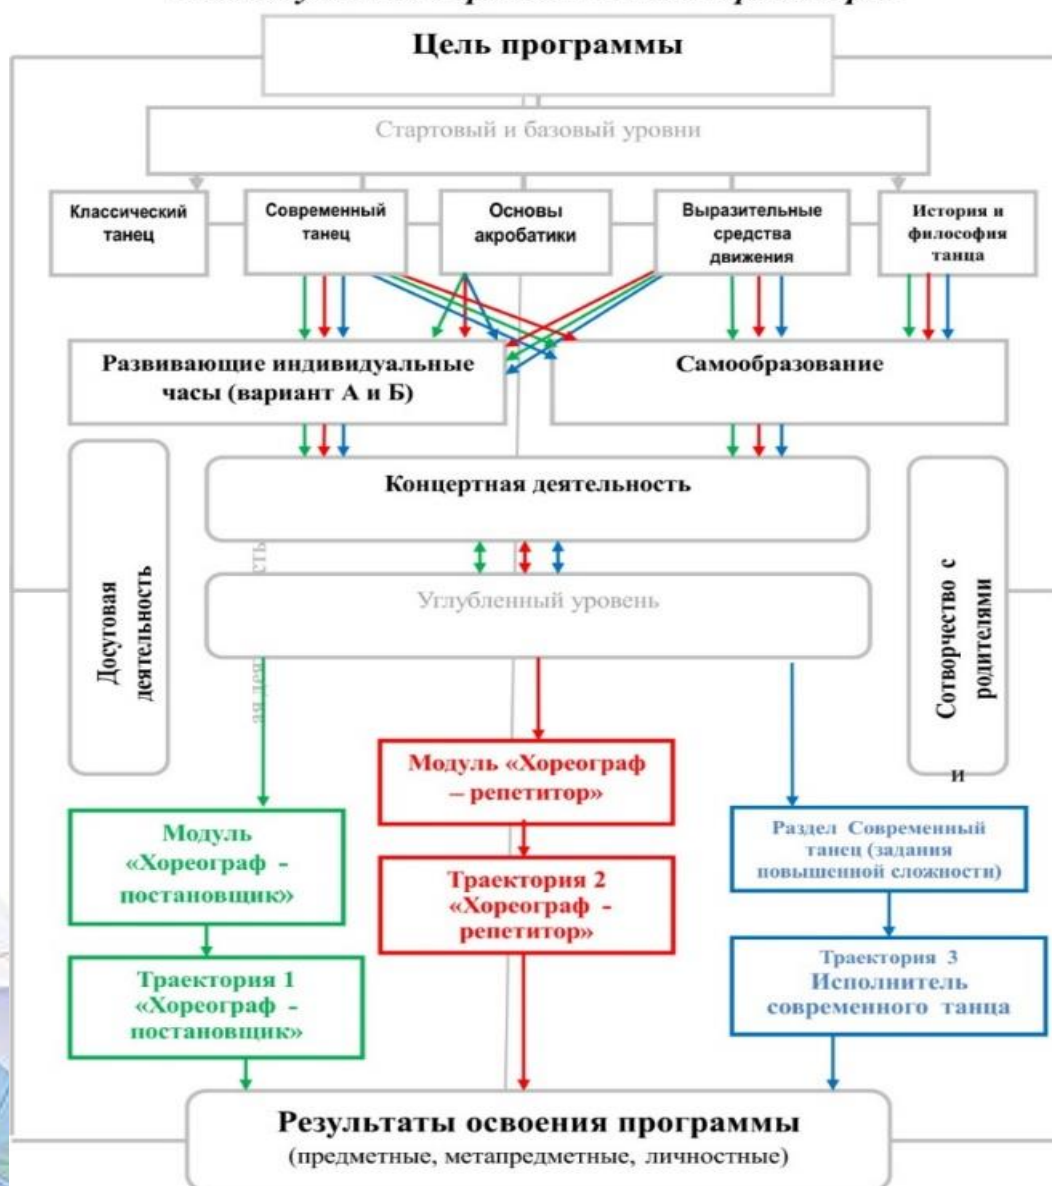 Цель программы
Стартовый и базовый уровни
Классический
танец
Современный
танец
Основы
акробатики
Выразительные
средства
движения
История и
философия
танца
Развивающие индивидуальные
часы (вариант А и Б)
Самообразование
Концертная деятельность
Углубленный уровень
Досуговая
деятельность
Сотворчество с
родителями
и
Модуль «Хореограф
– репетитор»
Модуль
«Хореограф -
постановщик»
Раздел Современный
танец (задания
повышенной сложности)
Траектория 2
«Хореограф -
репетитор»
Траектория 1
«Хореограф -
постановщик»
Траектория 3
Исполнитель
современного танца
Результаты освоения программы
(предметные, метапредметные, личностные)